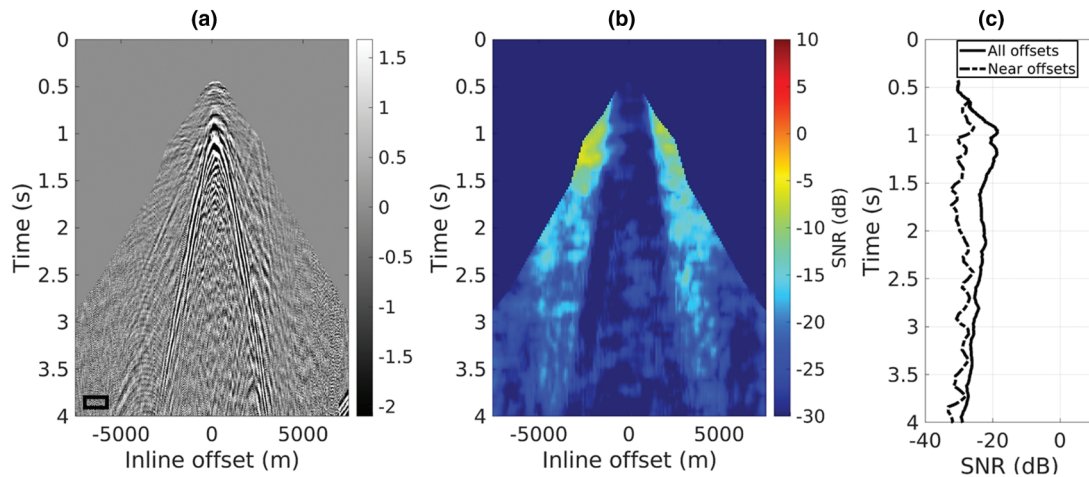 (a)
0
0.5
1
1.5
2
2.5
3
3.5
4
Time (s)
-5000 0 5000
Inline offset (m)
1.5
1
0.5
0
-0.5
-1
-1.5
-2
(b)
0
0.5
1
1.5
2
2.5
3
3.5
4
Time (s)
-5000 0 5000
Inline offset (m)
10
5
0
-5
-10
-15
-20
-25
-30
SNR (dB)
(c)
All offsets
Near offsets
0
0.5
1
1.5
2
2.5
3
3.5
4
Time (s)
-40 -20 0
SNR (dB)